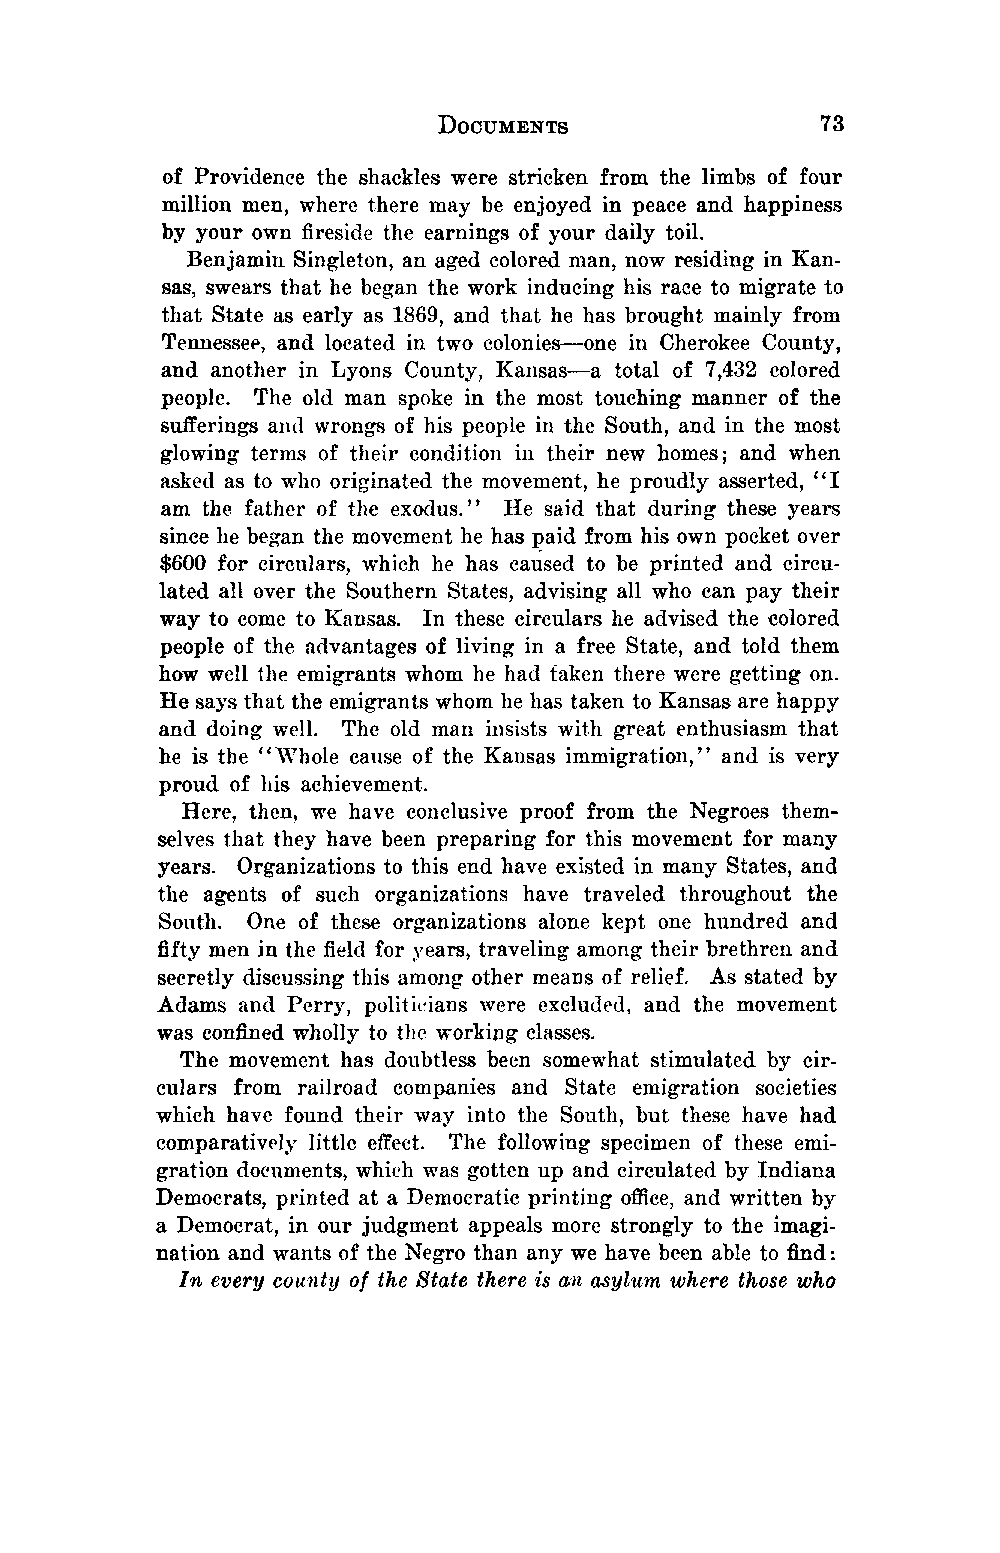 DOCUMENTS 73
of Providence the shackles were stricken from the limbs of four
million men, where there may be enjoyed in peace and happiness
by your own fireside the earnings of your daily toil.
Benjamin Singleton, an aged colored man, now residing in Kan-
sas, swears that he began the work inducing his race to migrate to
that State as early as 1869, and that he has brought mainly from
Tennessee, and located in two colonies—one in Cherokee County,
and another in Lyons County, Kansas—a total of 7,432 colored
people. The old man spoke in the most touching manner of the
sufferings and wrongs of his people in the South, and in the most
glowing terms of their condition in their new homes; and when
asked as to who originated the movement, he proudly asserted, "I
am the father of the exodus." He said that during these years
since he began the movement he has paid from his own pocket over
$600 for circulars, which he has caused to be printed and circu-
lated all over the Southern States, advising all who can pay their
way to come to Kansas. In these circulars he advised the colored
people of the advantages of living in a free State, and told them
how well the emigrants whom he had taken there were getting on.
He says that the emigrants whom he has taken to Kansas are happy
and doing well. The old man insists with great enthusiasm that
he is the "Whole cause of the Kansas immigration," and is very
proud of his achievement.
Here, then, we have conclusive proof from the Negroes them-
selves that they have been preparing for this movement for many
years. Organizations to this end have existed in many States, and
the agents of such organizations have traveled throughout the
South. One of these organizations alone kept one hundred and
fifty men in the field for years, traveling among their brethren and
secretly discussing this among other means of relief. As stated by
Adams and Perry, politicians were excluded, and the movement
was confined wholly to the working classes.
The movement has doubtless been somewhat stimulated by cir-
culars from railroad companies and State emigration societies
which have found their way into the South, but these have had
comparatively little effect. The following specimen of these emi-
gration documents, which was gotten up and circulated by Indiana
Democrats, printed at a Democratic printing office, and written by
a Democrat, in our judgment appeals more strongly to the imagi-
nation and wants of the Negro than any we have been able to find:
In every county of the State there is an asylum where those who